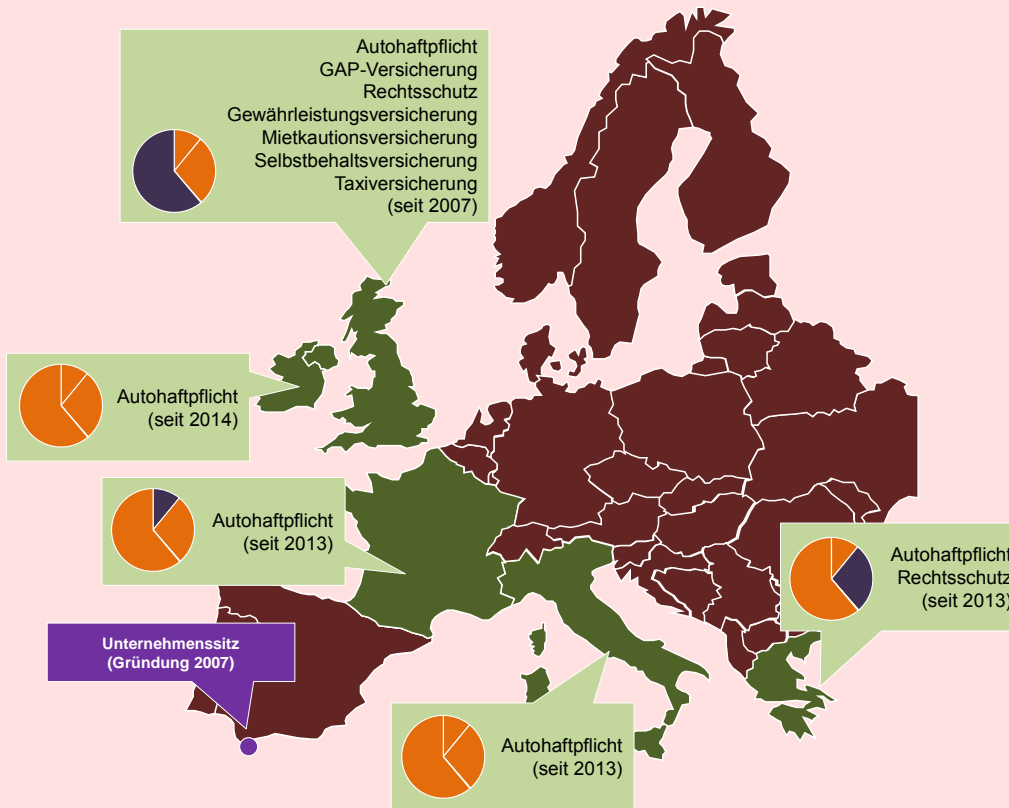 Autohaftpflicht
GAP-Versicherung
Rechtsschutz
Gewährleistungsversicherung
Mietkautionsversicherung
Selbstbehaltsversicherung
Taxiversicherung
(seit 2007)
Autohaftpflicht
(seit 2014)
Autohaftpflicht
(seit 2013)
Autohaftpflicht
Rechtsschutz
(seit 2013)
Unternehmenssitz
(Gründung 2007)
Autohaftpflicht
(seit 2013)